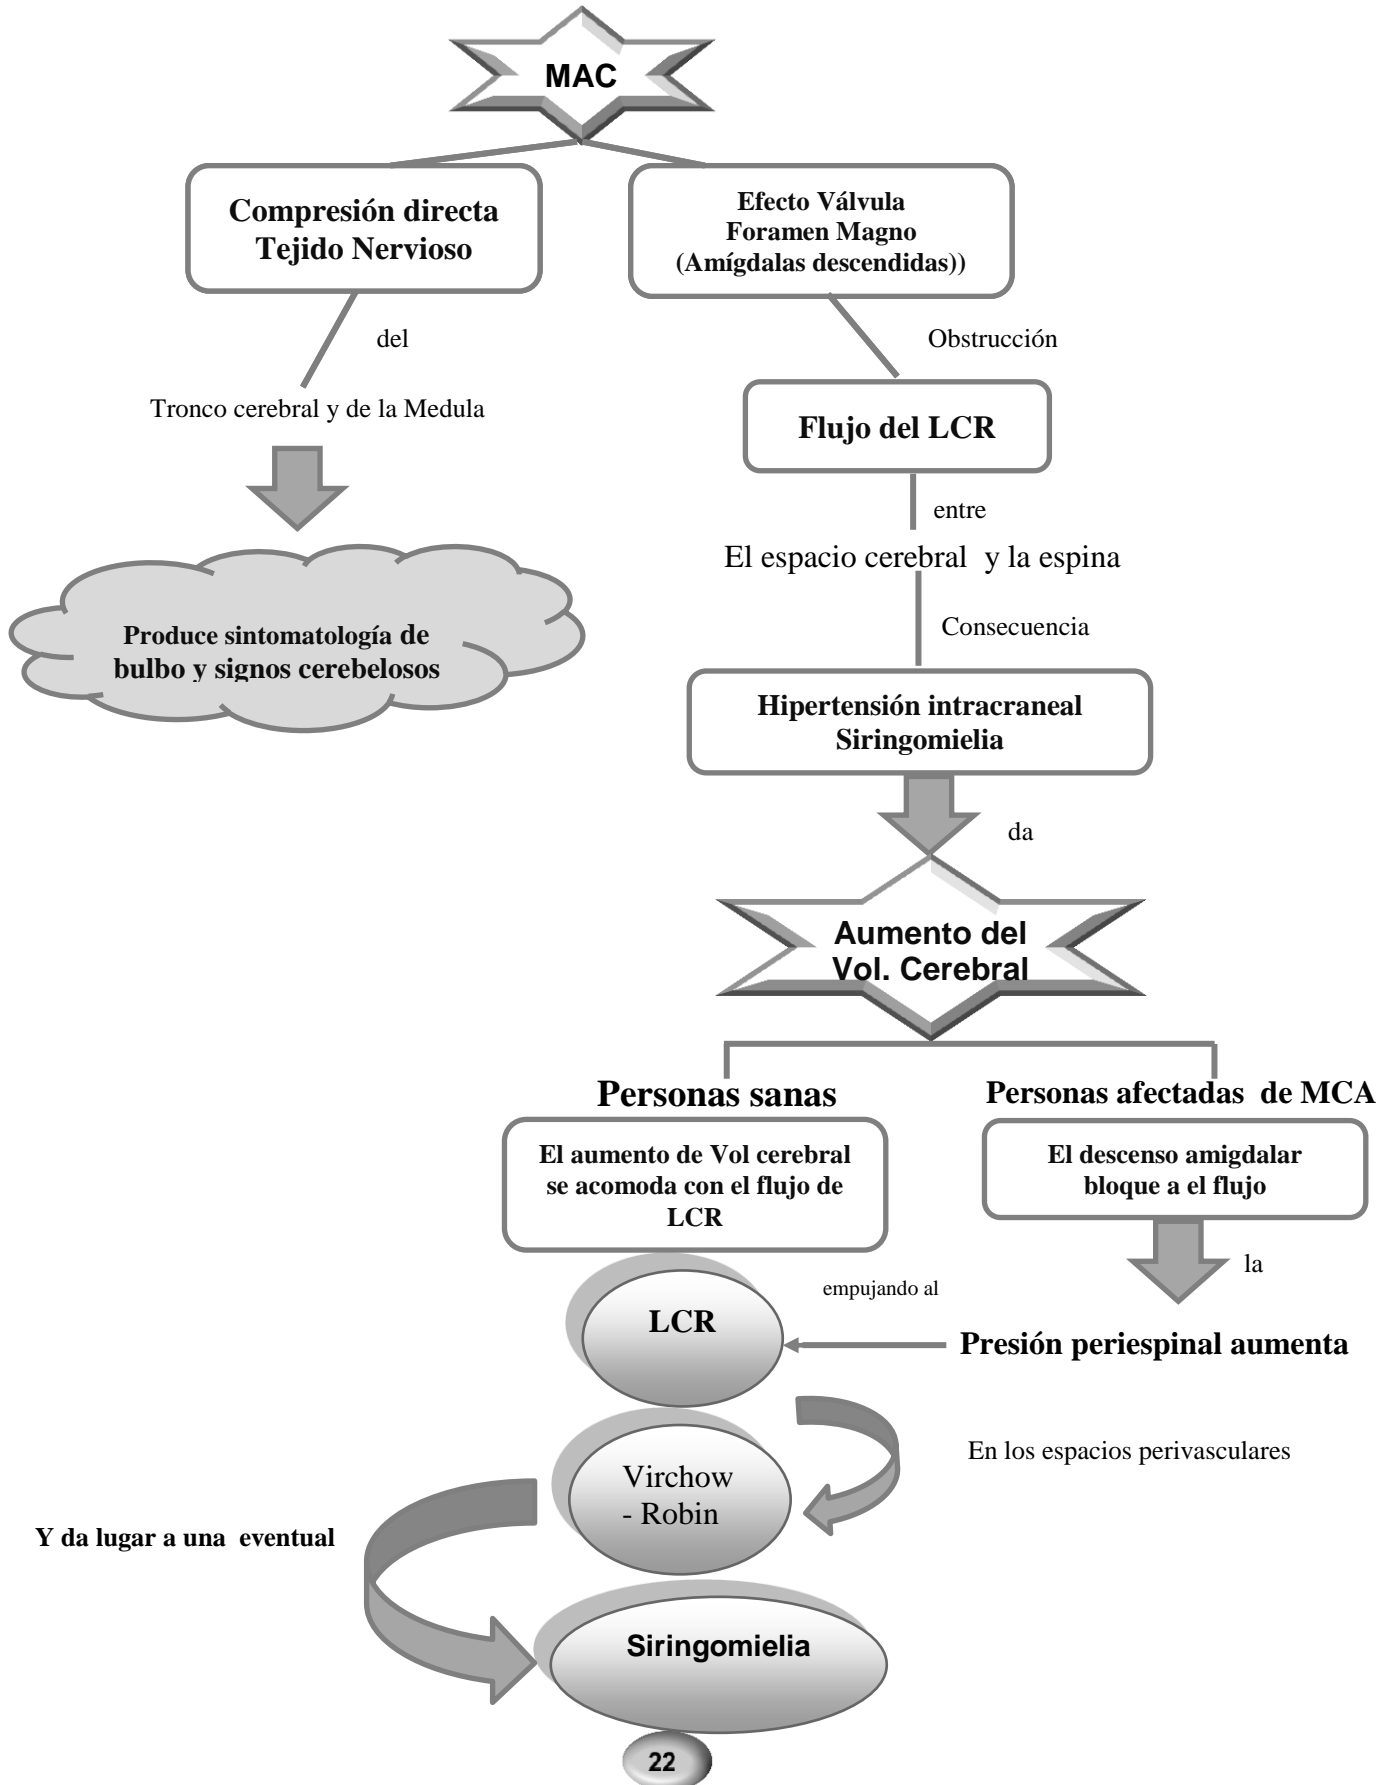 MAC
Compresión directa
Tejido Nervioso
Efecto Válvula
Foramen Magno
(Amígdalas descendidas))
del
Obstrucción
Tronco cerebral y de la Medula
Flujo del LCR
entre
El espacio cerebral y la espina
Produce sintomatología de
bulbo y signos cerebelosos
Consecuencia
Hipertensión intracraneal
Siringomielia
da
Aumento del
Vol. Cerebral
Personas sanas
Personas afectadas de MCA
El aumento de Vol cerebral
se acomoda con el flujo de
LCR
El descenso amigdalar
bloque a el flujo
la
empujando al
LCR
Presión periespinal aumenta
En los espacios perivasculares
Virchow
- Robin
Y da lugar a una eventual
Siringomielia
22